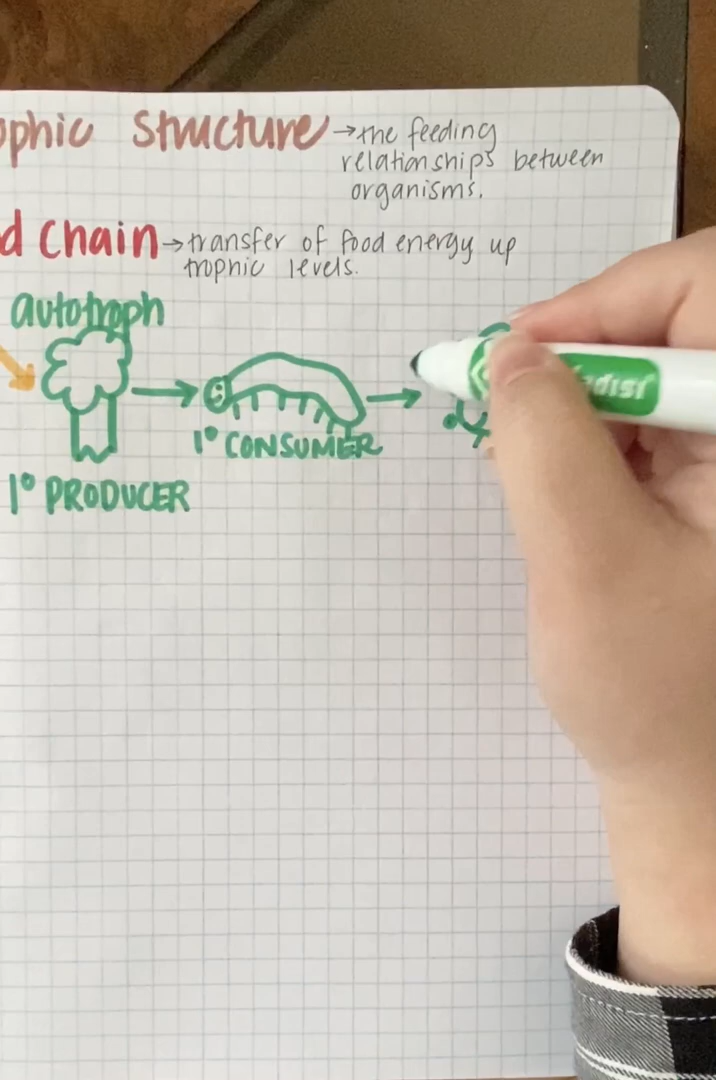 ophic Structure → the feeding
relationships between
organisms.
d Chain → transfer of food energy up
trophic levels.
autotroph
1° CONSUMER
1° PRODUCER